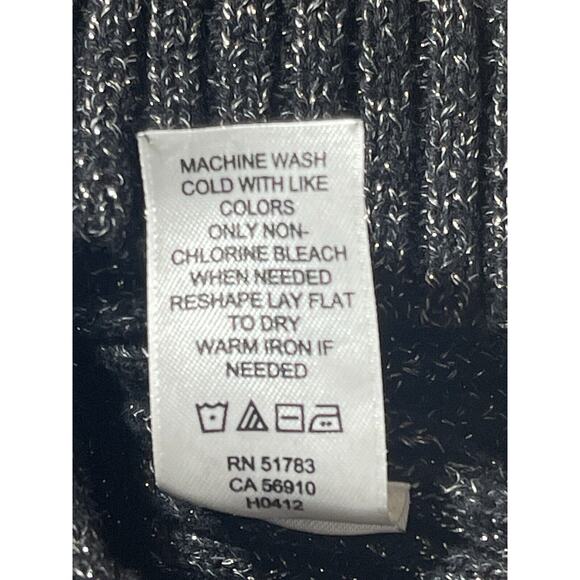 MACHINE WASH
COLD WITH LIKE
COLORS
ONLY NON-
CHLORINE BLEACH
WHEN NEEDED
RESHAPE LAY FLAT
TO DRY
WARM IRON IF
NEEDED
RN 51783
CA 56910
H0412